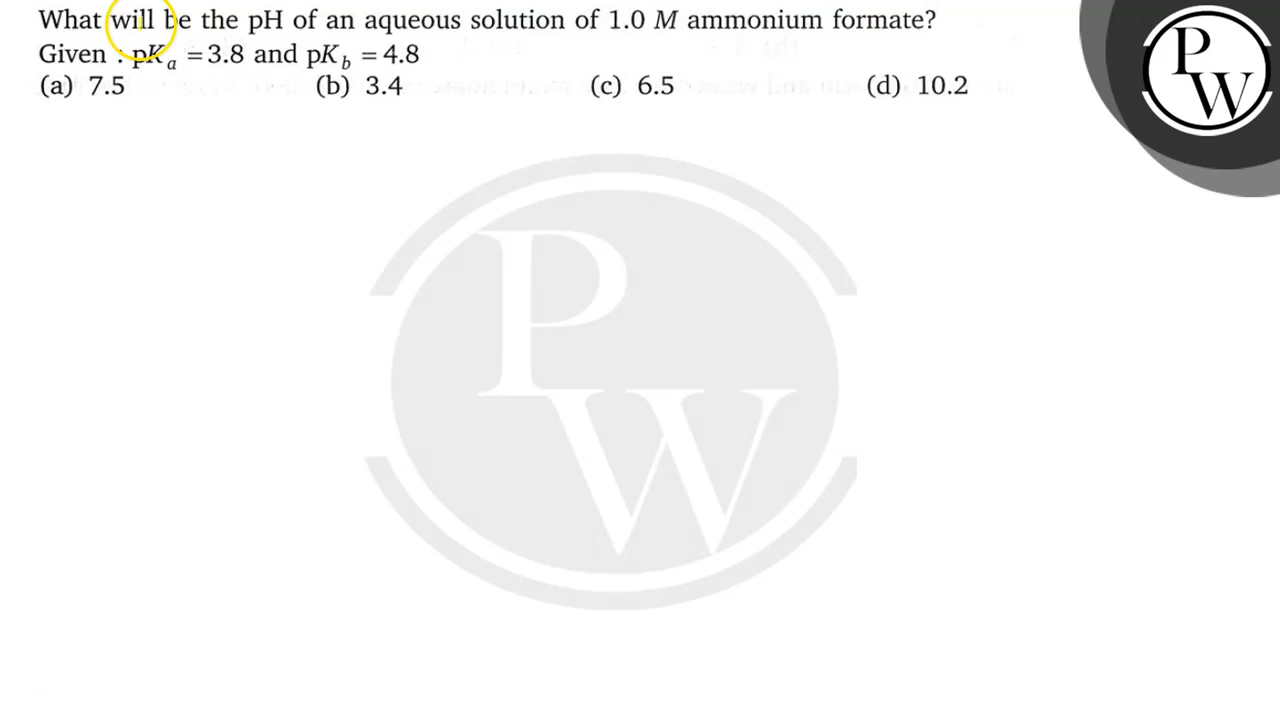 What will be the pH of an aqueous solution of 1.0 M ammonium formate?
Given : pKa = 3.8 and pKb = 4.8
(a) 7.5 (b) 3.4 (c) 6.5 (d) 10.2
P
W
P
W